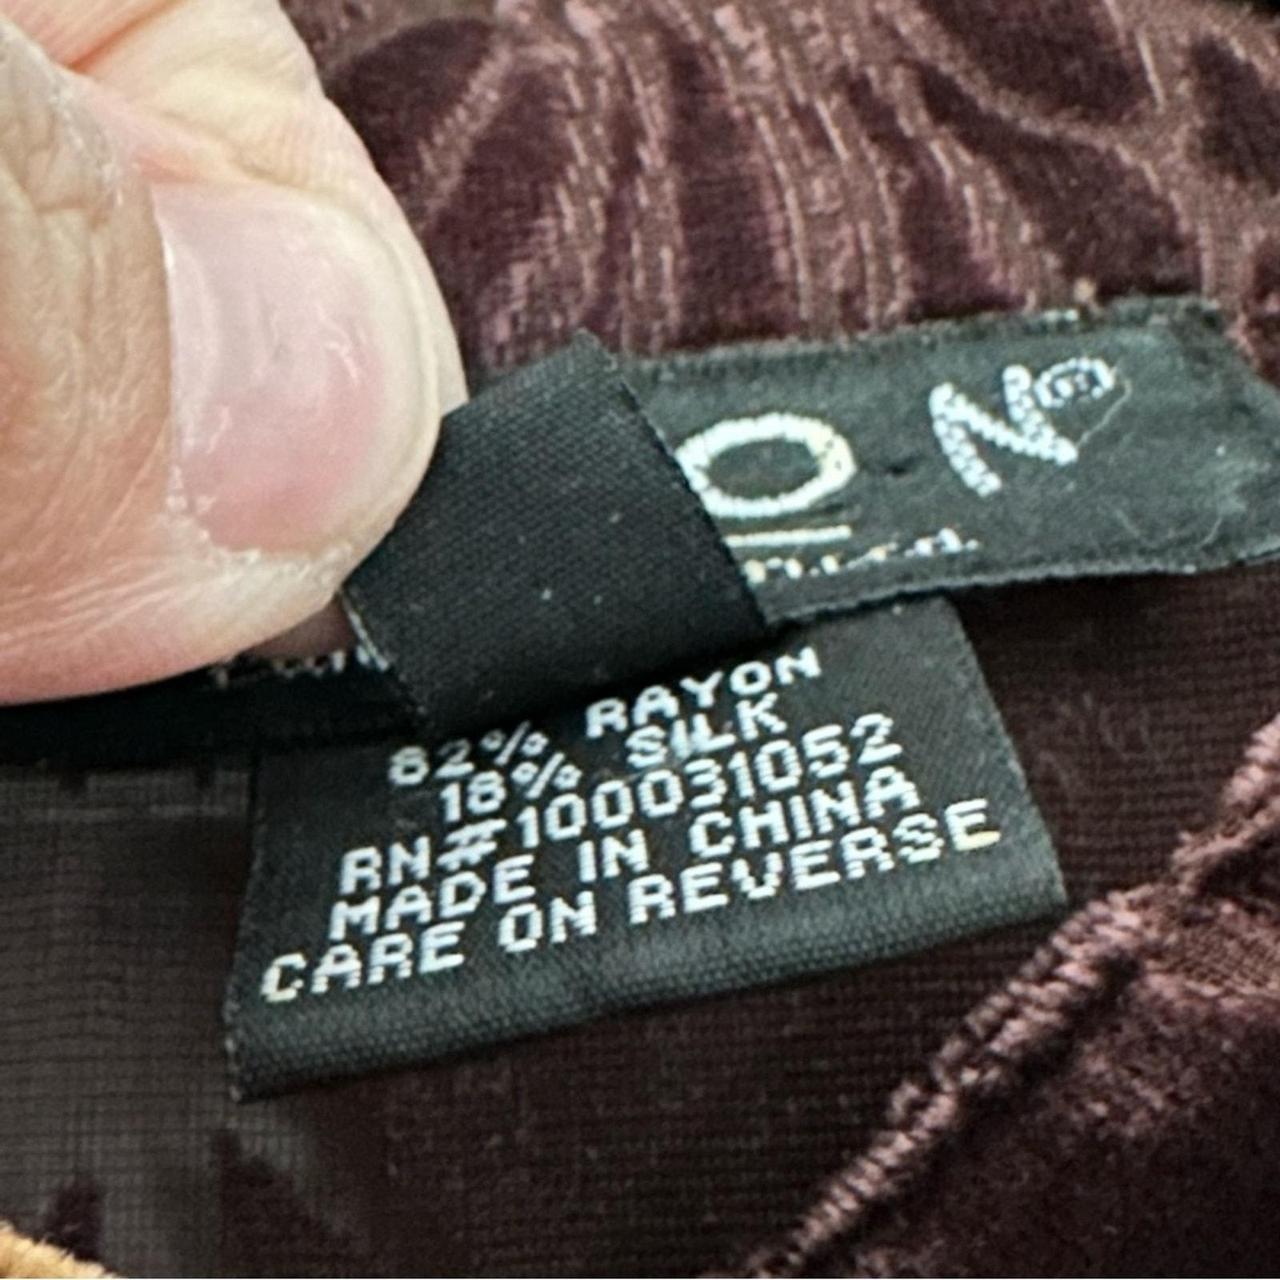 O N®
82% RAYON
18% SILK
RN#100031052
MADE IN CHINA
CARE ON REVERSE